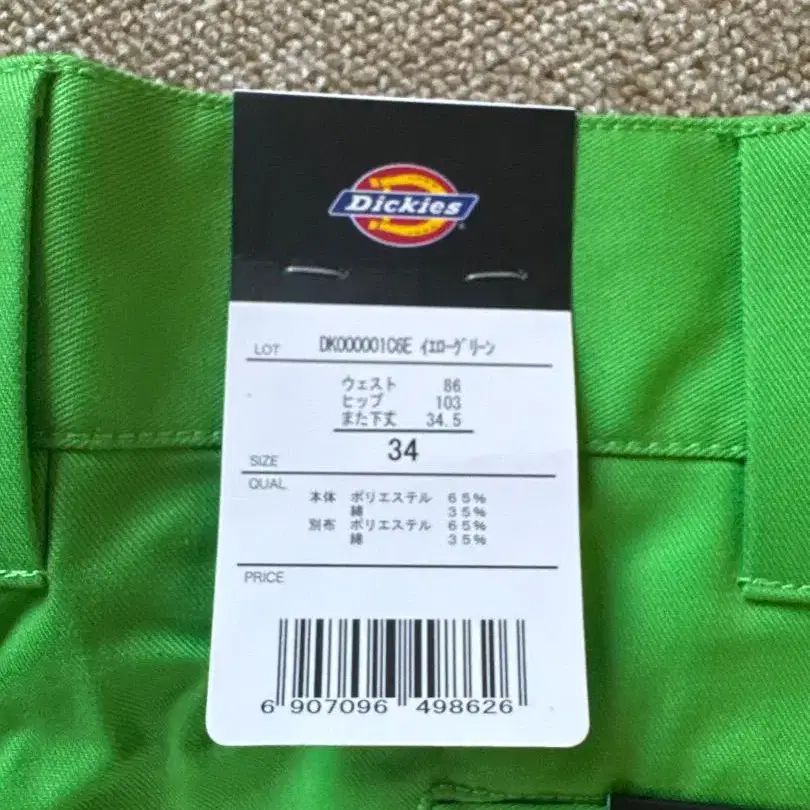 Dickies
LOT DK000001C6E イエローグリーン
ウェスト 86
ヒップ 103
また下丈 34.5
SIZE 34
QUAL
本体 ポリエステル 65%
綿 35%
別布 ポリエステル 65%
綿 35%
PRICE
6 907096 498626